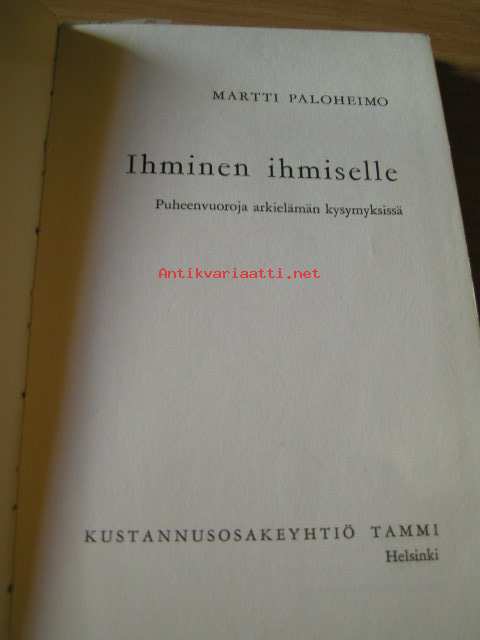 MARTTI PALOHEIMO
Ihminen ihmiselle
Puheenvuoroja arkielämän kysymyksissä
Antikvariaatti.net
KUSTANNUSOSAKEYHTIÖ TAMMI
Helsinki